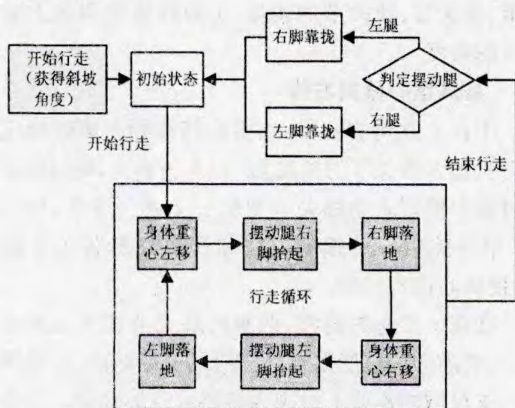 开始行走
(获得斜坡
角度)
初始状态
右脚靠拢
左脚靠拢
左腿
右腿
判定摆动腿
开始行走
结束行走
身体重
心左移
摆动腿右
脚抬起
右脚落
地
行走循环
左脚落
地
摆动腿左
脚抬起
身体重
心右移